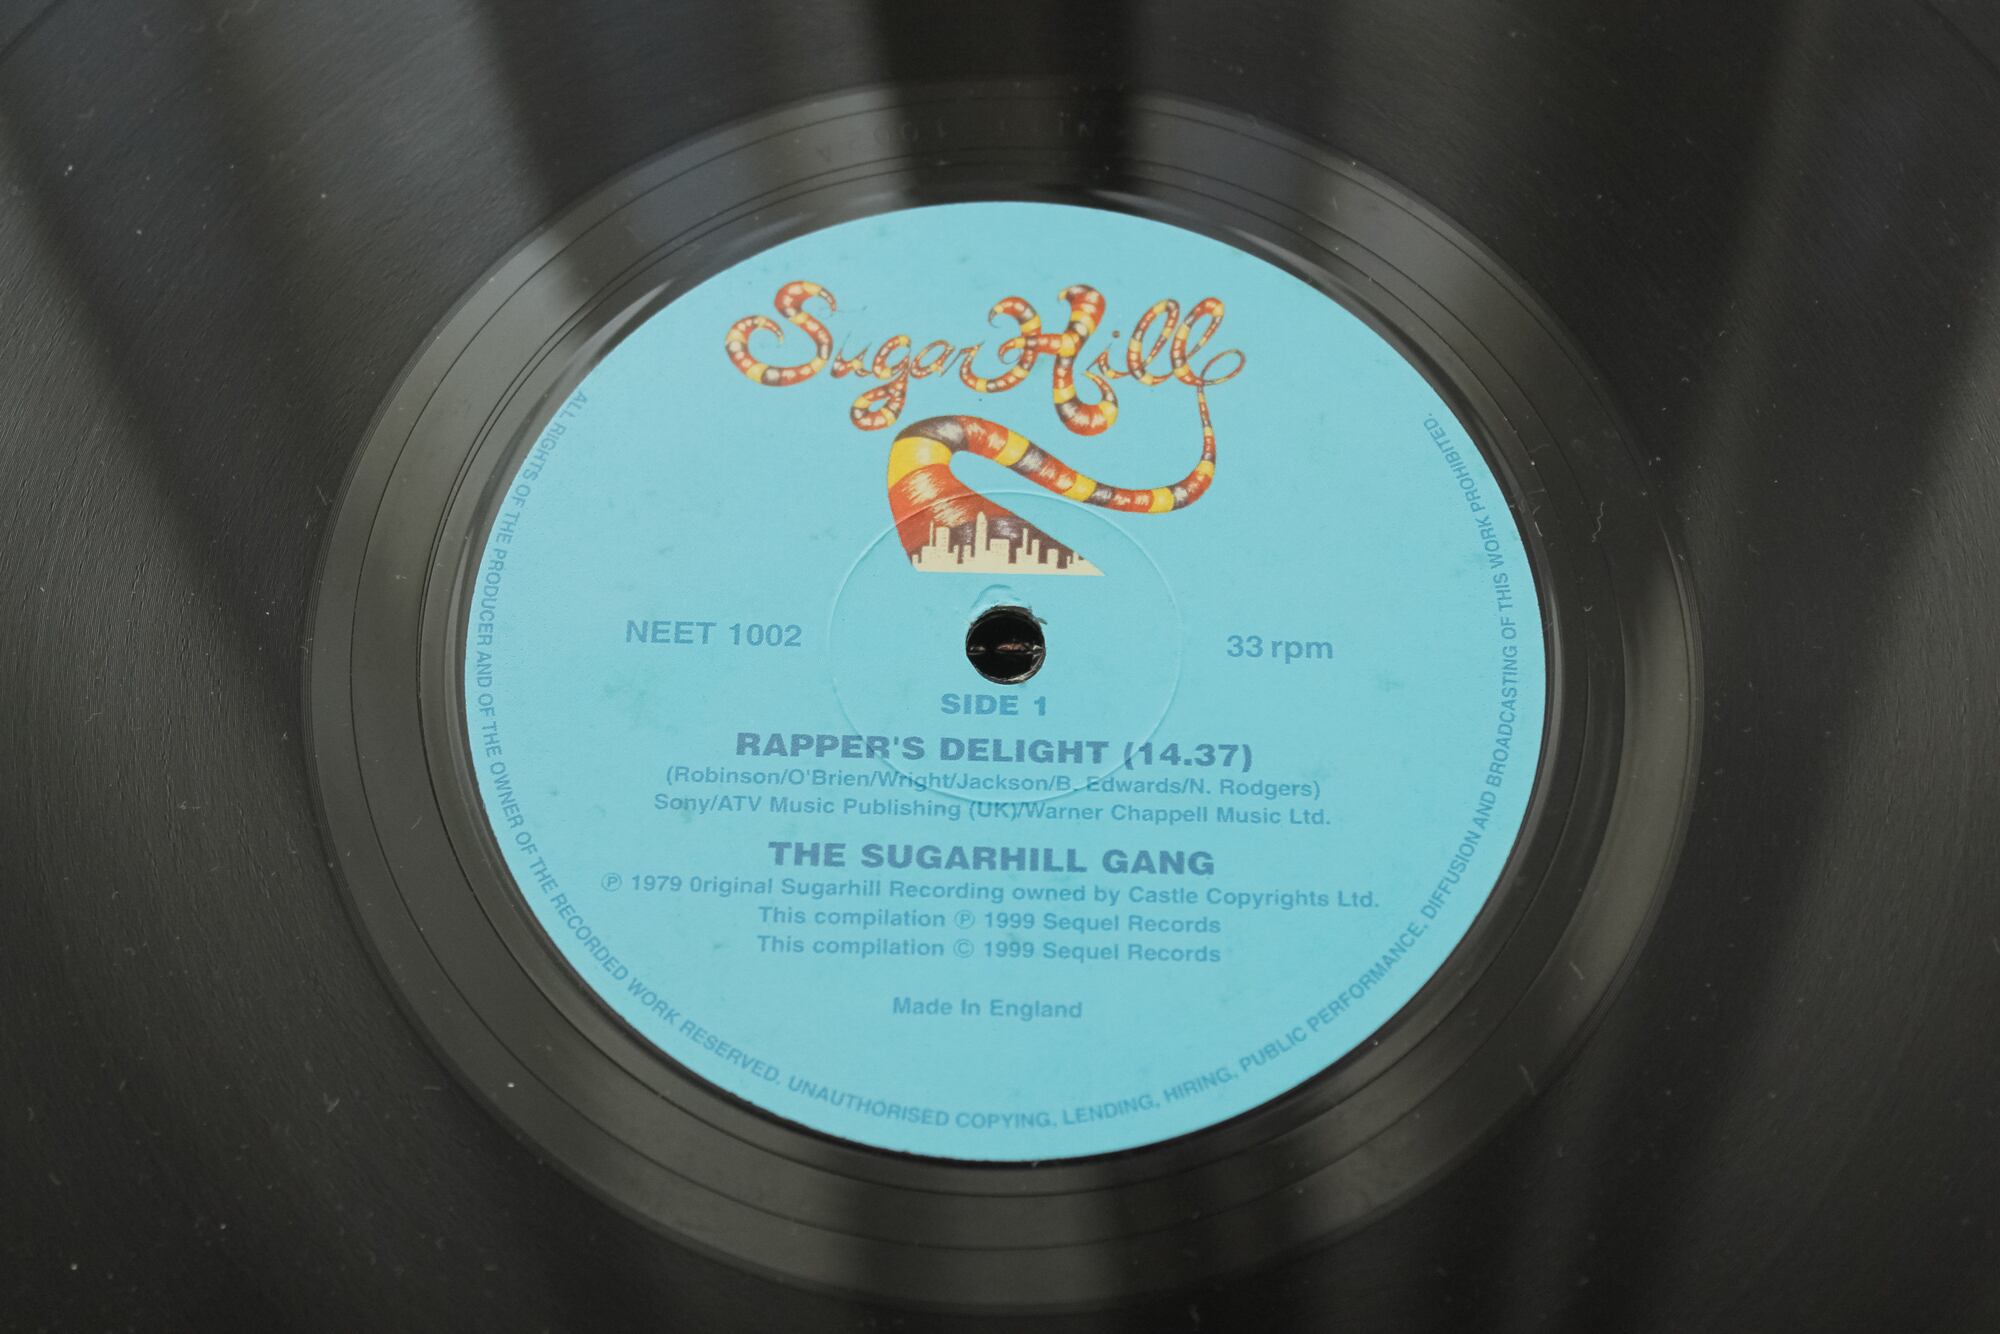 Sugar Hill
NEET 1002
33 rpm
SIDE 1
RAPPER'S DELIGHT (14.37)
(Robinson/O'Brien/Wright/Jackson/B. Edwards/N. Rodgers)
Sony/ATV Music Publishing (UK)/Warner Chappell Music Ltd.
THE SUGARHILL GANG
℗ 1979 0riginal Sugarhill Recording owned by Castle Copyrights Ltd.
This compilation ℗ 1999 Sequel Records
This compilation © 1999 Sequel Records
Made In England
ALL RIGHTS OF THE PRODUCER AND OF THE OWNER OF THE RECORDED WORK RESERVED. UNAUTHORISED COPYING, LENDING, HIRING, PUBLIC PERFORMANCE, DIFFUSION AND BROADCASTING OF THIS WORK PROHIBITED.